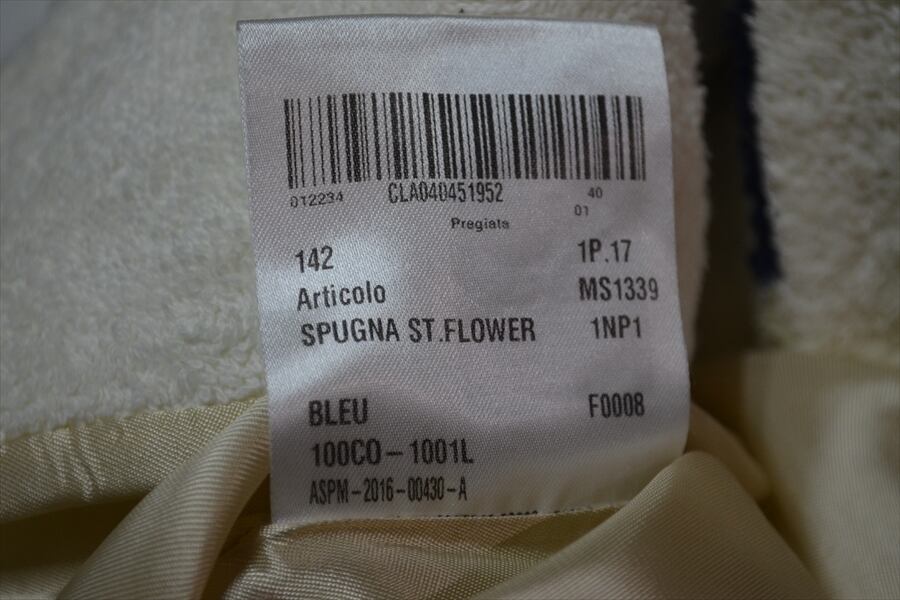 012234 CLA040451952 40
01
Pregiata
142 1P.17
Articolo MS1339
SPUGNA ST.FLOWER 1NP1
BLEU F0008
100CO-1001L
ASPM-2016-00430-A